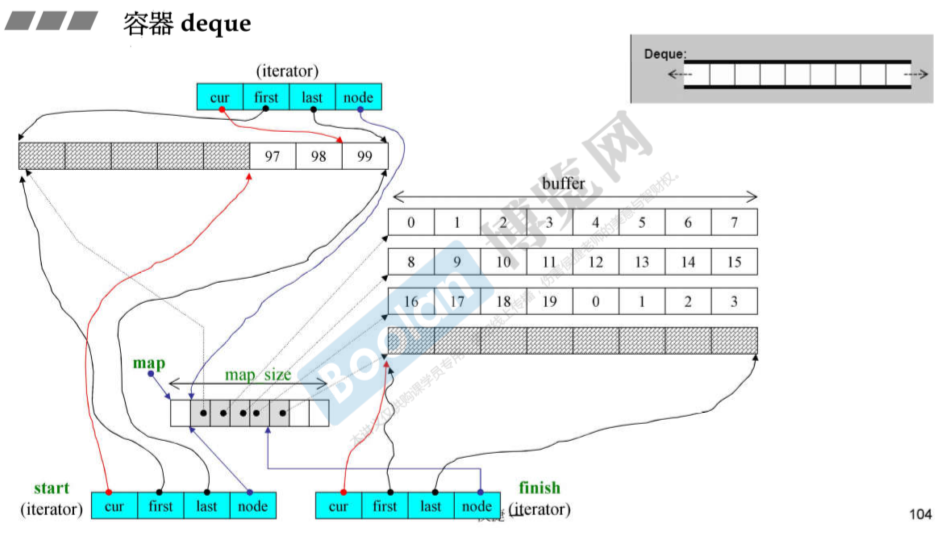 容器 deque
Deque:
(iterator)
cur first last node
97 98 99
buffer
0 1 2 3 4 5 6 7
8 9 10 11 12 13 14 15
16 17 18 19 0 1 2 3
map
map size
start
(iterator)
cur first last node
cur first last node
finish
(iterator)
Boolan 博览网
104